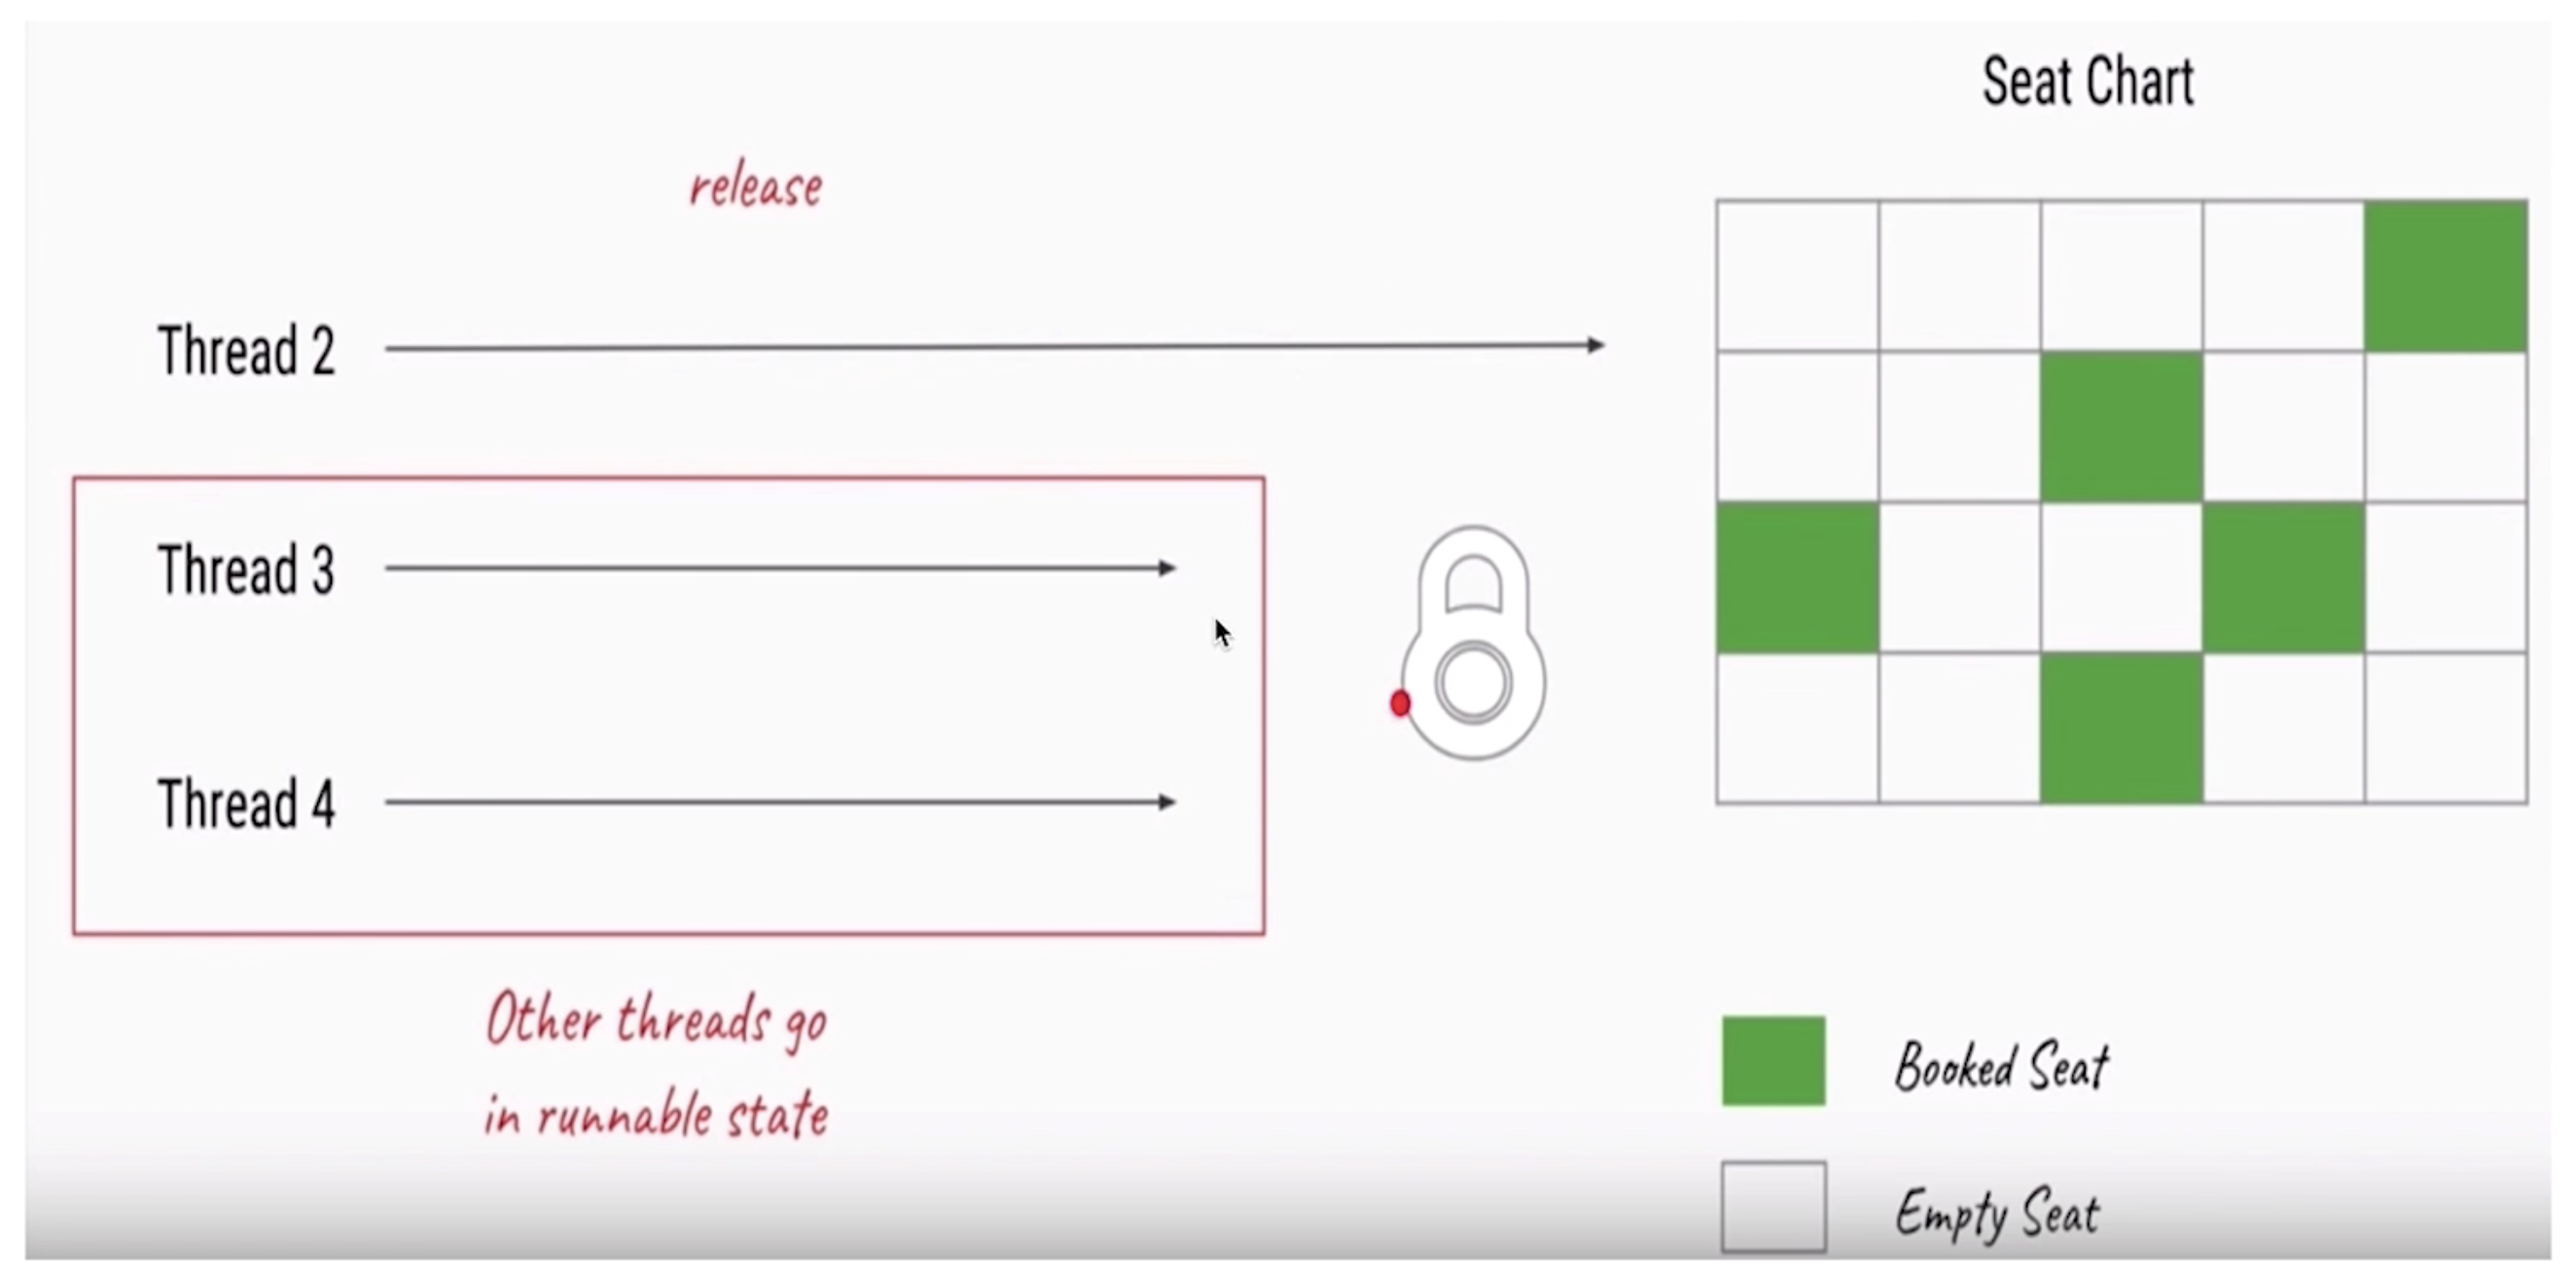 Seat Chart
release
Thread 2
Thread 3
Thread 4
Other threads go
in runnable state
Booked Seat
Empty Seat